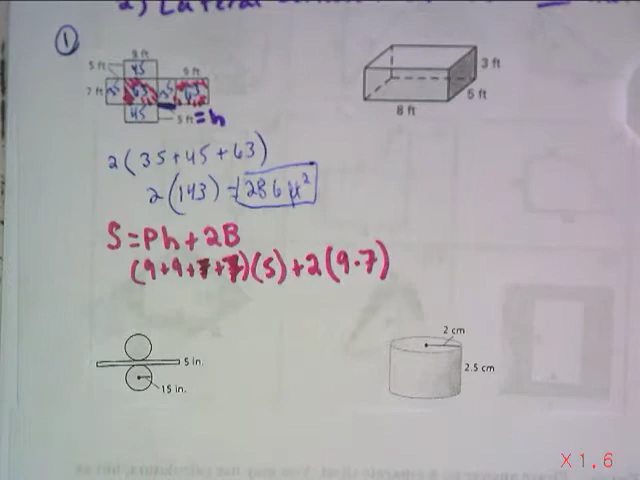 2) Lateral
1
9 ft
5 ft 45 9 ft
7 ft 35 63 35 63
45 5 ft = h
3 ft
5 ft
8 ft
2(35+45+63)
2(143) = 286 ft²
S = Ph + 2B
(9+9+7+7)(5)+2(9·7)
5 in.
15 in.
2 cm
2.5 cm
X1.6